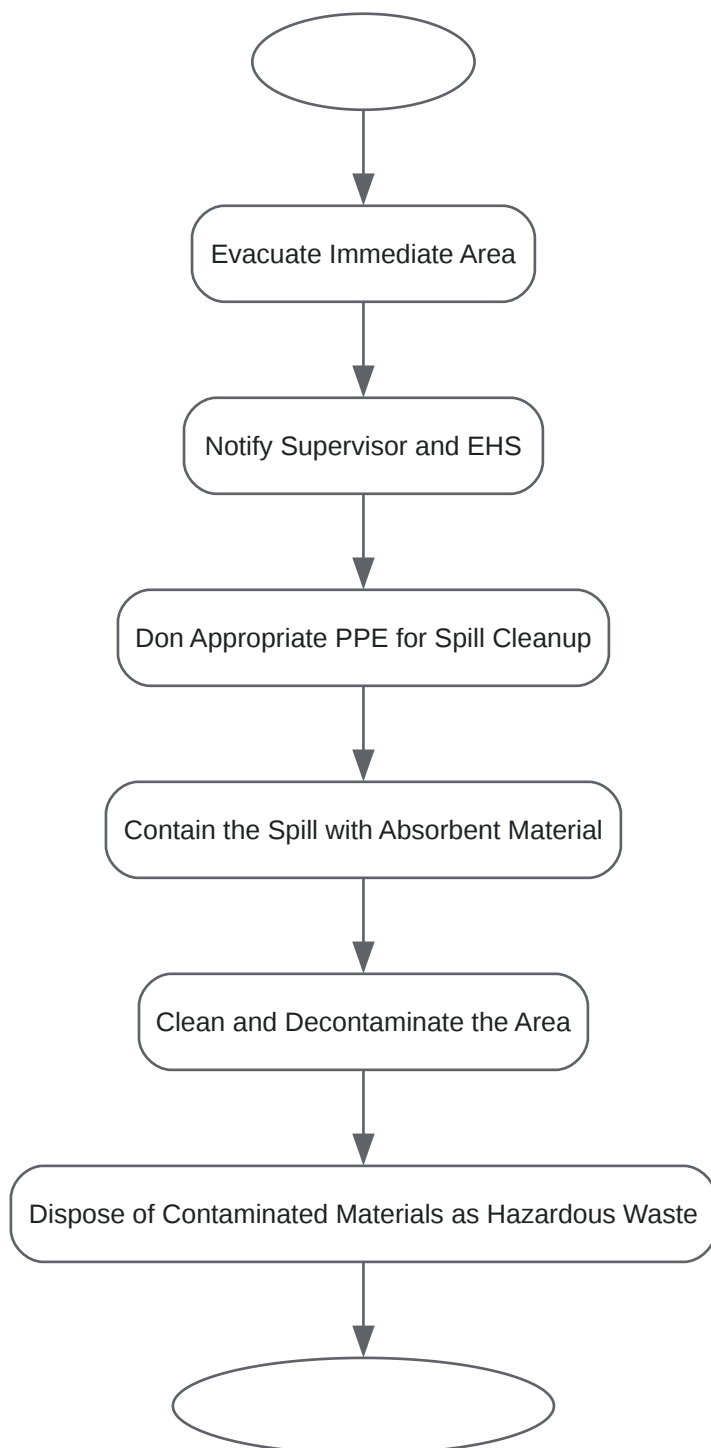 Evacuate Immediate Area
Notify Supervisor and EHS
Don Appropriate PPE for Spill Cleanup
Contain the Spill with Absorbent Material
Clean and Decontaminate the Area
Dispose of Contaminated Materials as Hazardous Waste